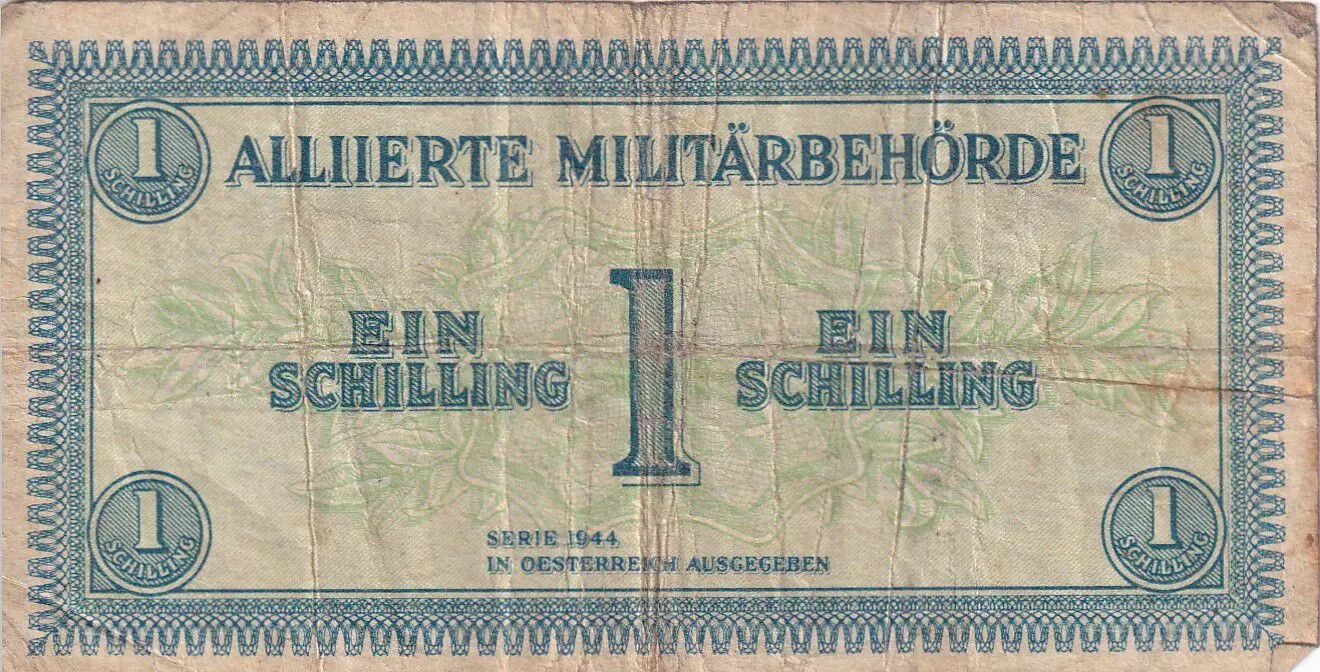 1 SCHILLING
ALLIIERTE MILITÄRBEHÖRDE
1 SCHILLING
EIN SCHILLING
1
EIN SCHILLING
1 SCHILLING
SERIE 1944
IN OESTERREICH AUSGEGEBEN
1 SCHILLING